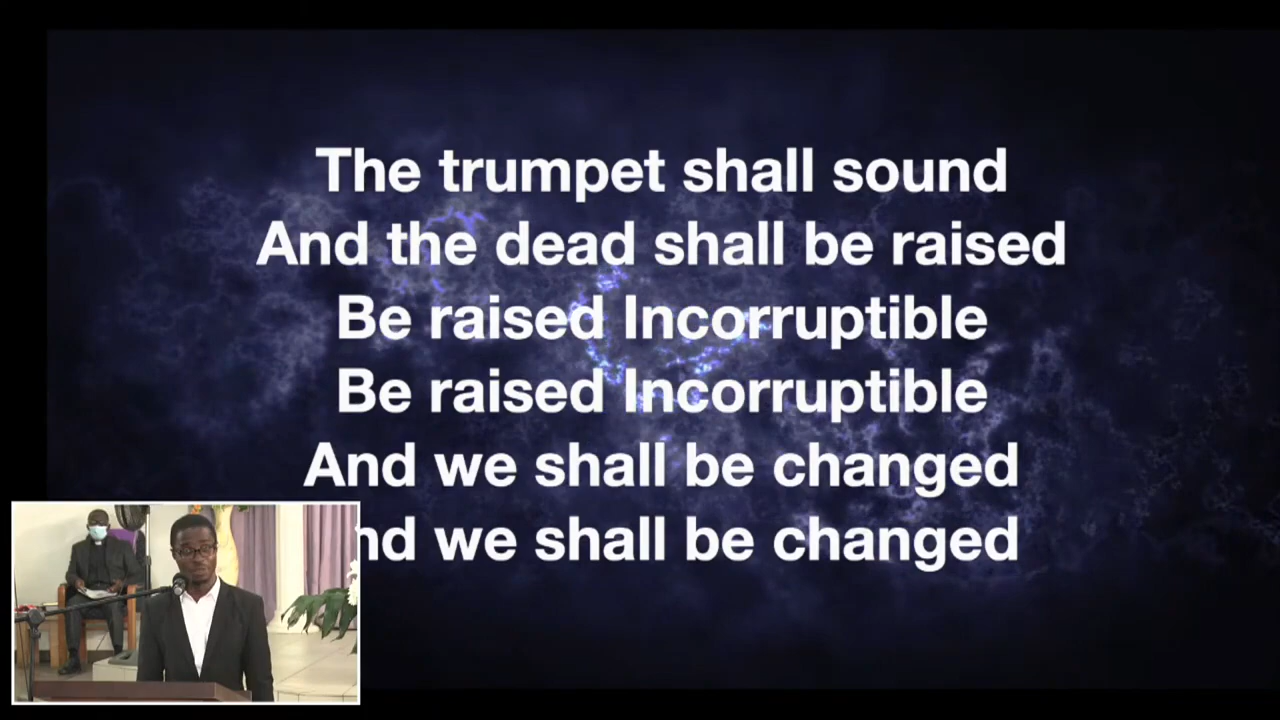 The trumpet shall sound
And the dead shall be raised
Be raised Incorruptible
Be raised Incorruptible
And we shall be changed
nd we shall be changed